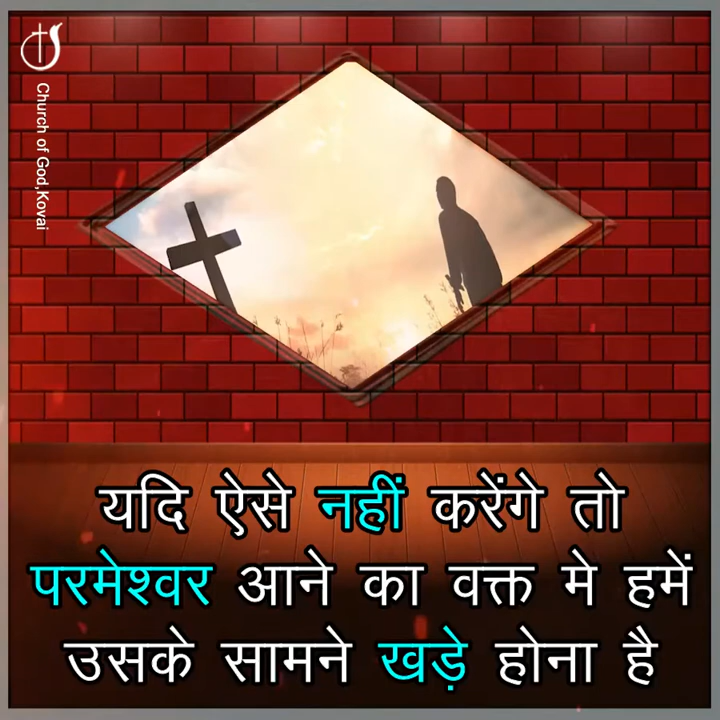 Church of God,Kovai
यदि ऐसे नहीं करेंगे तो
परमेश्वर आने का वक्त मे हमें
उसके सामने खड़े होना है